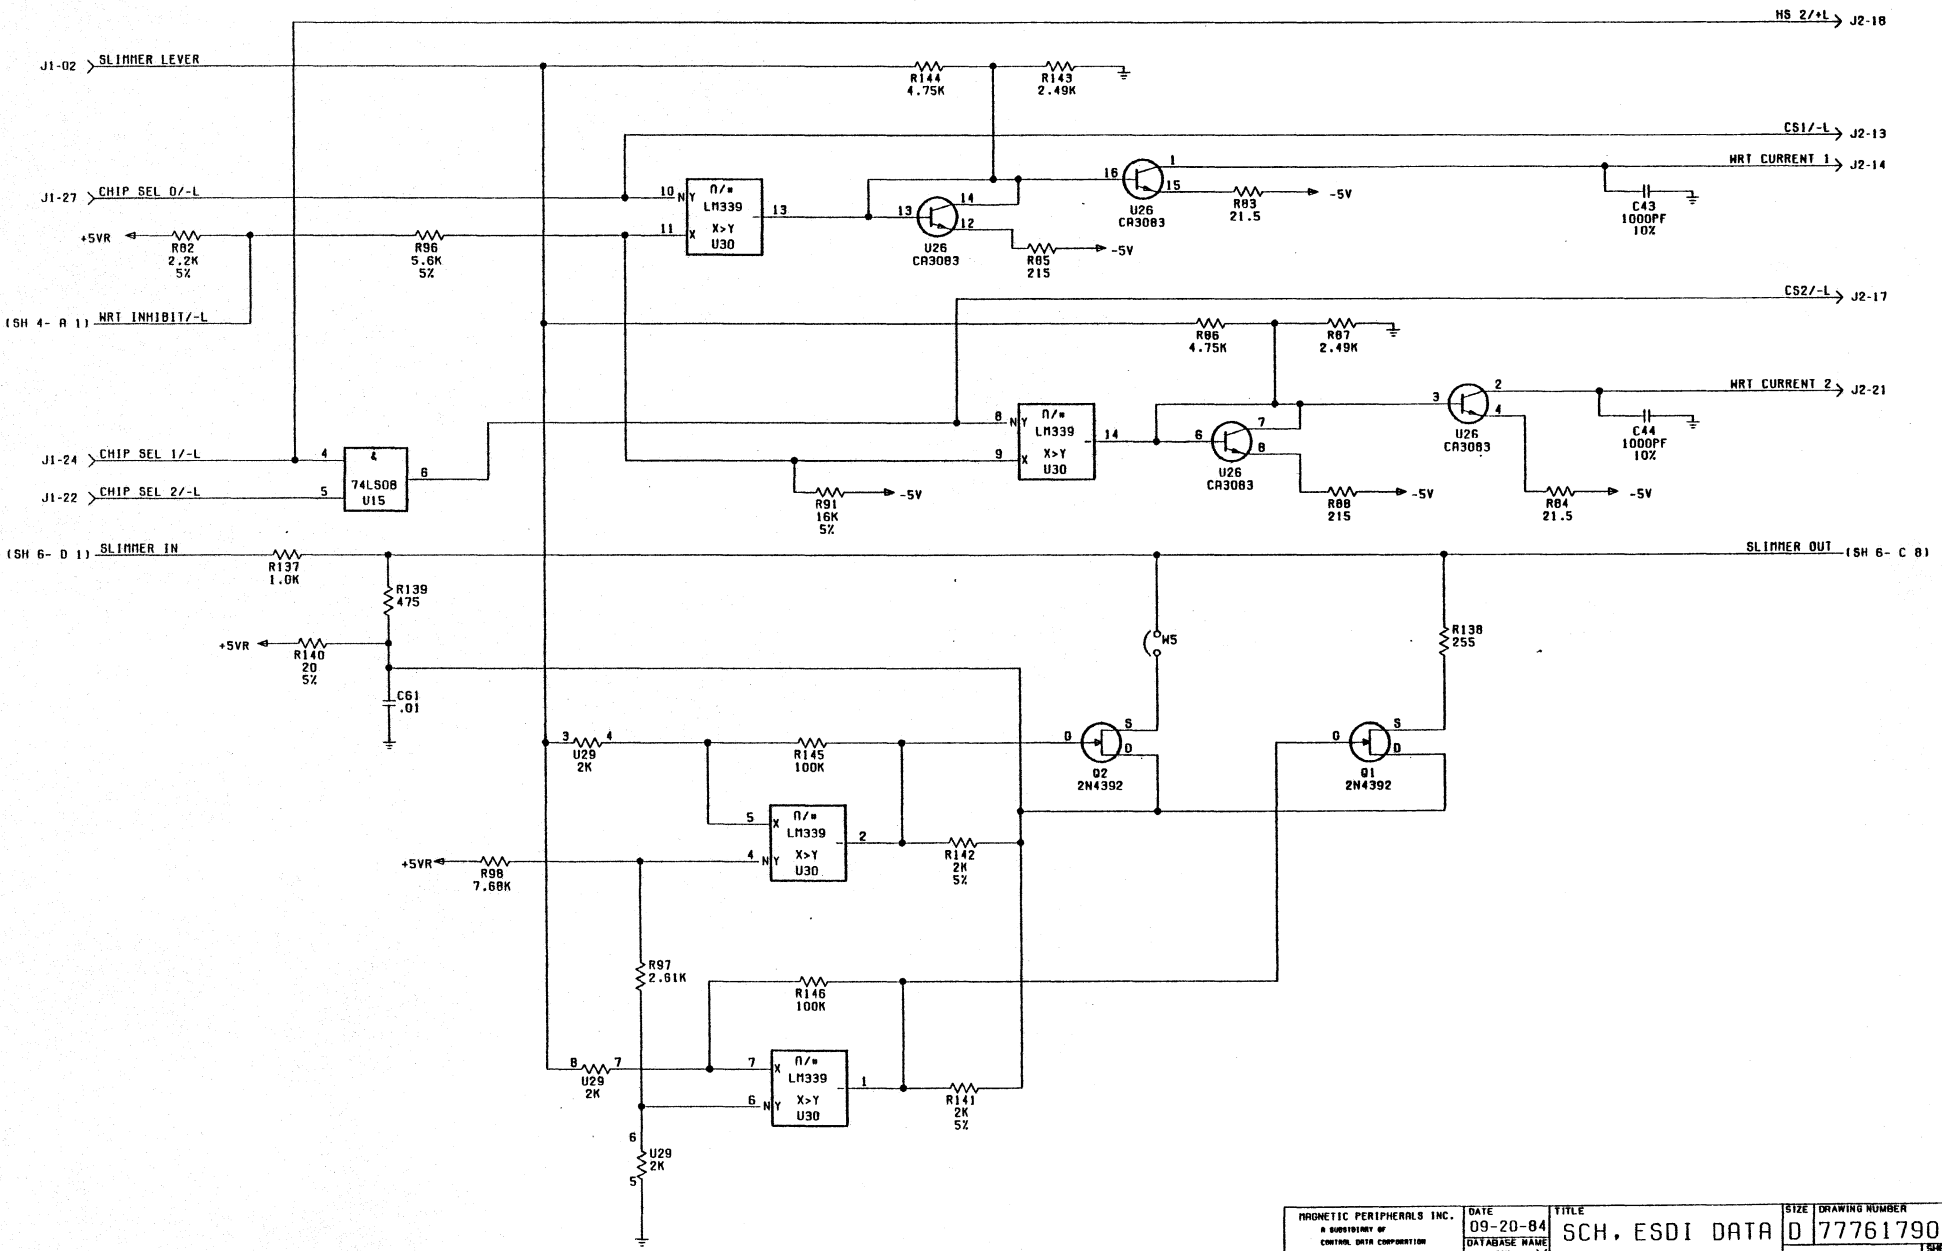 HS 2/+L J2-18
J1-02 SLIMMER LEVER
R144
4.75K
R143
2.49K
CS1/-L J2-13
WRT CURRENT 1 J2-14
J1-27 CHIP SEL 0/-L
10 N Y
LM339
X>Y
U30
11 X
13
13
14
12
U26
CA3083
16
1
15
U26
CA3083
R83
21.5
-5V
C43
1000PF
10%
+5VR
R82
2.2K
5%
R96
5.6K
5%
R85
215
-5V
CS2/-L J2-17
(SH 4- A 1) WRT INHIBIT/-L
R86
4.75K
R87
2.49K
WRT CURRENT 2 J2-21
3
2
4
U26
CA3083
C44
1000PF
10%
8 N Y
LM339
X>Y
U30
9 X
14
6
7
8
U26
CA3083
J1-24 CHIP SEL 1/-L
4
&
74LS08
U15
6
J1-22 CHIP SEL 2/-L
5
R91
16K
5%
-5V
R88
215
-5V
R84
21.5
-5V
(SH 6- D 1) SLIMMER IN
R137
1.0K
SLIMMER OUT (SH 6- C 8)
R139
475
+5VR
R140
20
5%
C61
.01
W5
R138
255
3
U29
2K
4
R145
100K
S
D
Q2
2N4392
S
D
Q1
2N4392
5 X
LM339
X>Y
U30
4 N Y
2
R142
2K
5%
+5VR
R98
7.68K
R97
2.61K
R146
100K
8
U29
2K
7
7 X
LM339
X>Y
U30
6 N Y
1
R141
2K
5%
6
U29
2K
5
MAGNETIC PERIPHERALS INC.
A SUBSIDIARY OF
CONTROL DATA CORPORATION
DATE
09-20-84
DATABASE NAME
TITLE
SCH, ESDI DATA
SIZE
D
DRAWING NUMBER
77761790